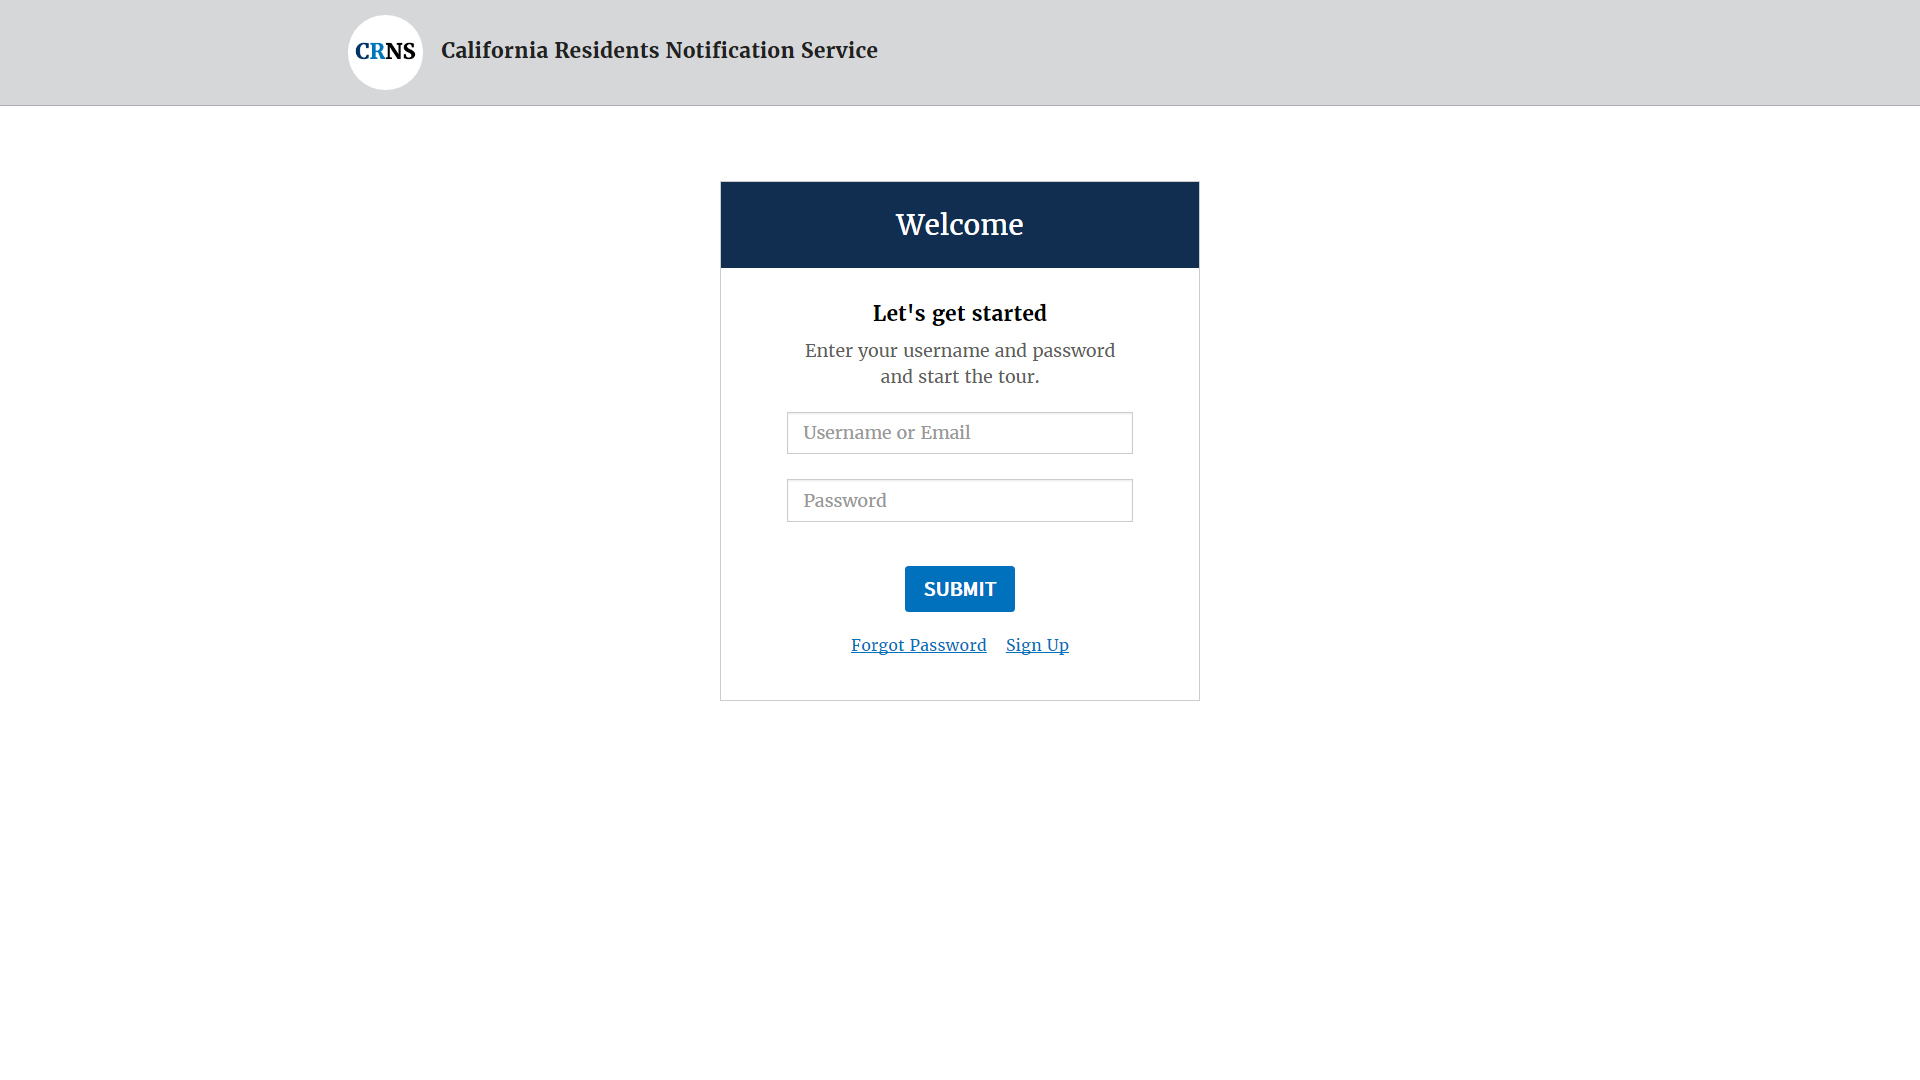 CRNS
California Residents Notification Service
Welcome
Let's get started
Enter your username and password
and start the tour.
Username or Email
Password
SUBMIT
Forgot Password
Sign Up